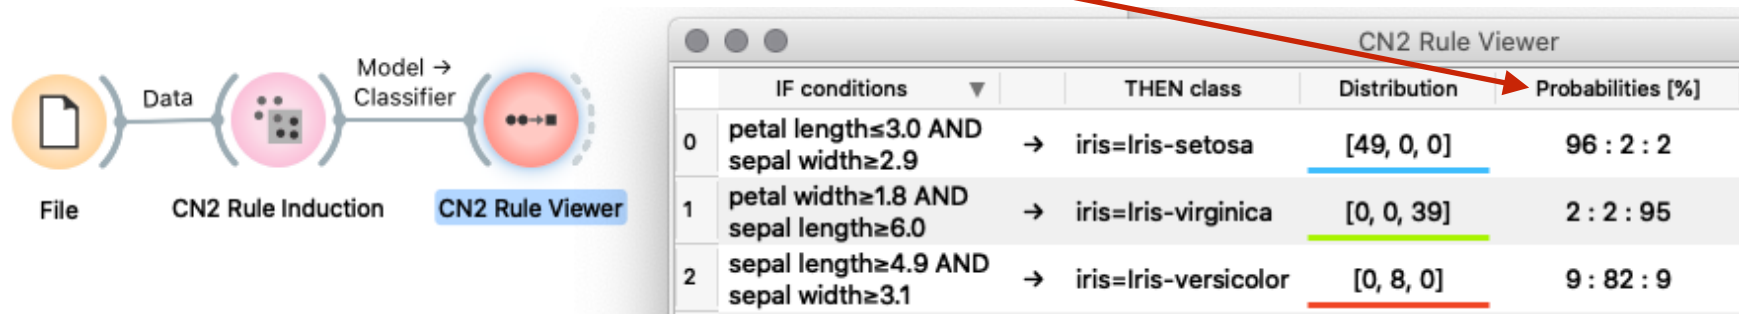 Model →
Data
Classifier
File
CN2 Rule Induction
CN2 Rule Viewer
CN2 Rule Viewer
IF conditions ▼ THEN class Distribution Probabilities [%]
0 petal length≤3.0 AND
sepal width≥2.9 → iris=Iris-setosa [49, 0, 0] 96 : 2 : 2
1 petal width≥1.8 AND
sepal length≥6.0 → iris=Iris-virginica [0, 0, 39] 2 : 2 : 95
2 sepal length≥4.9 AND
sepal width≥3.1 → iris=Iris-versicolor [0, 8, 0] 9 : 82 : 9